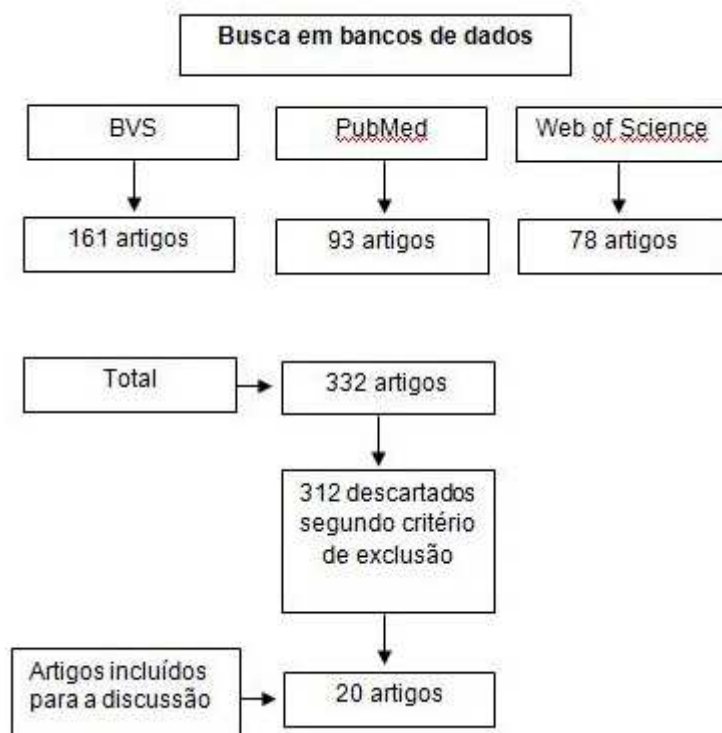 Busca em bancos de dados
BVS
PubMed
Web of Science
161 artigos
93 artigos
78 artigos
Total
332 artigos
312 descartados
segundo critério
de exclusão
Artigos incluídos
para a discussão
20 artigos